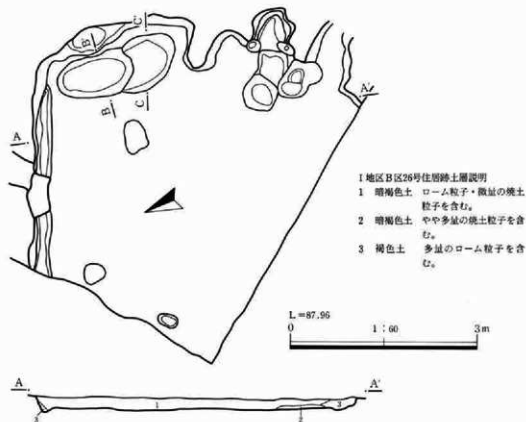 B'
C'
B
C
A
A'
I地区B区26号住居跡土層説明
1 暗褐色土 ローム粒子・微量の焼土
粒子を含む。
2 暗褐色土 やや多量の焼土粒子を含
む。
3 褐色土 多量のローム粒子を含
む。
L=87.96
0 1:60 3m
A A'
1
3 2 3